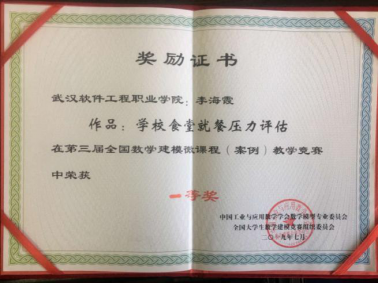 奖励证书
武汉软件工程职业学院：李海霞
作品：学校食堂就餐压力评估
在第三届全国数学建模微课程（案例）教学竞赛
中荣获
一等奖
中国工业与应用数学学会数学模型专业委员会
全国大学生数学建模竞赛组织委员会
二〇一九年七月